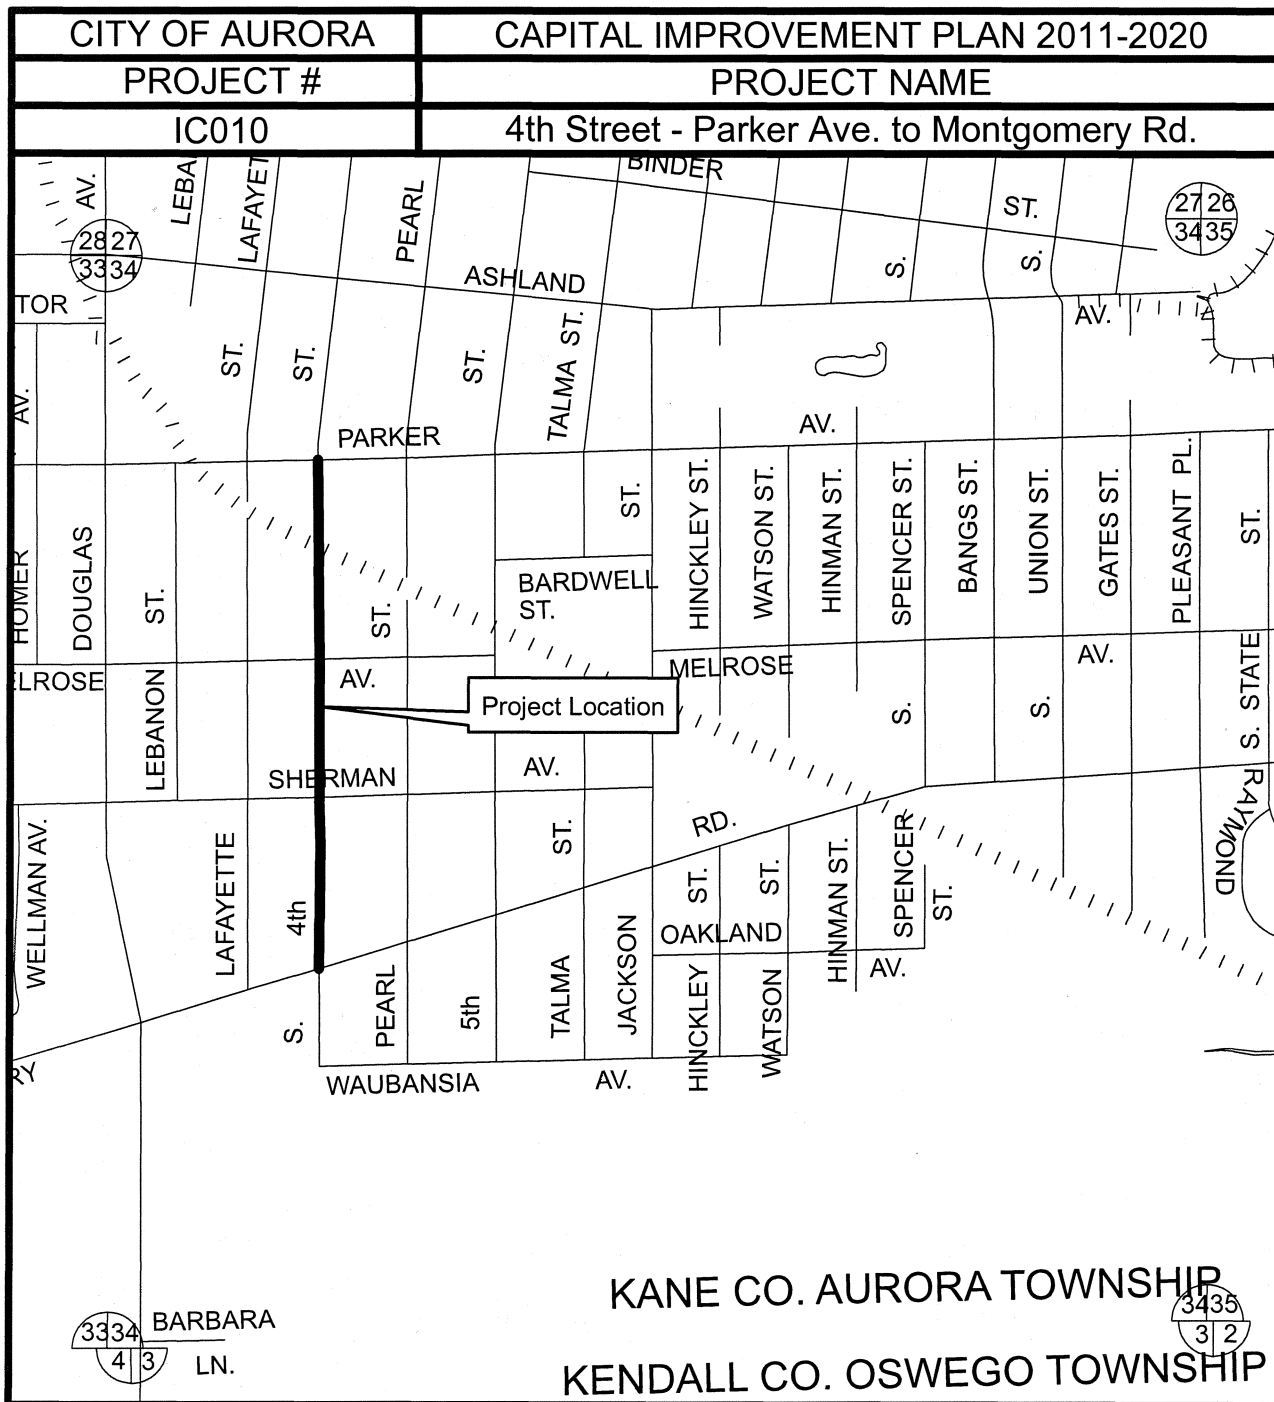 CITY OF AURORA
CAPITAL IMPROVEMENT PLAN 2011-2020
PROJECT #
PROJECT NAME
IC010
4th Street - Parker Ave. to Montgomery Rd.
BINDER
ST.
AV.
LEBA
LAFAYET
PEARL
27 26
34 35
28 27
33 34
ASHLAND
S.
S.
TOR
AV.
ST.
ST.
ST.
TALMA ST.
AV.
PARKER
AV.
HOMER
DOUGLAS
ST.
ST.
ST.
BARDWELL
ST.
HINCKLEY ST.
WATSON ST.
HINMAN ST.
SPENCER ST.
BANGS ST.
UNION ST.
GATES ST.
PLEASANT PL.
ST.
ELROSE
AV.
MELROSE
AV.
Project Location
LEBANON
S.
S.
S. STATE
SHERMAN
AV.
RAYMOND
RD.
WELLMAN AV.
LAFAYETTE
4th
ST.
ST.
ST.
HINMAN ST.
SPENCER
ST.
OAKLAND
AV.
S.
PEARL
5th
TALMA
JACKSON
HINCKLEY
WATSON
RY
WAUBANSIA
AV.
KANE CO. AURORA TOWNSHIP
34 35
3 2
33 34
4 3
BARBARA
LN.
KENDALL CO. OSWEGO TOWNSHIP